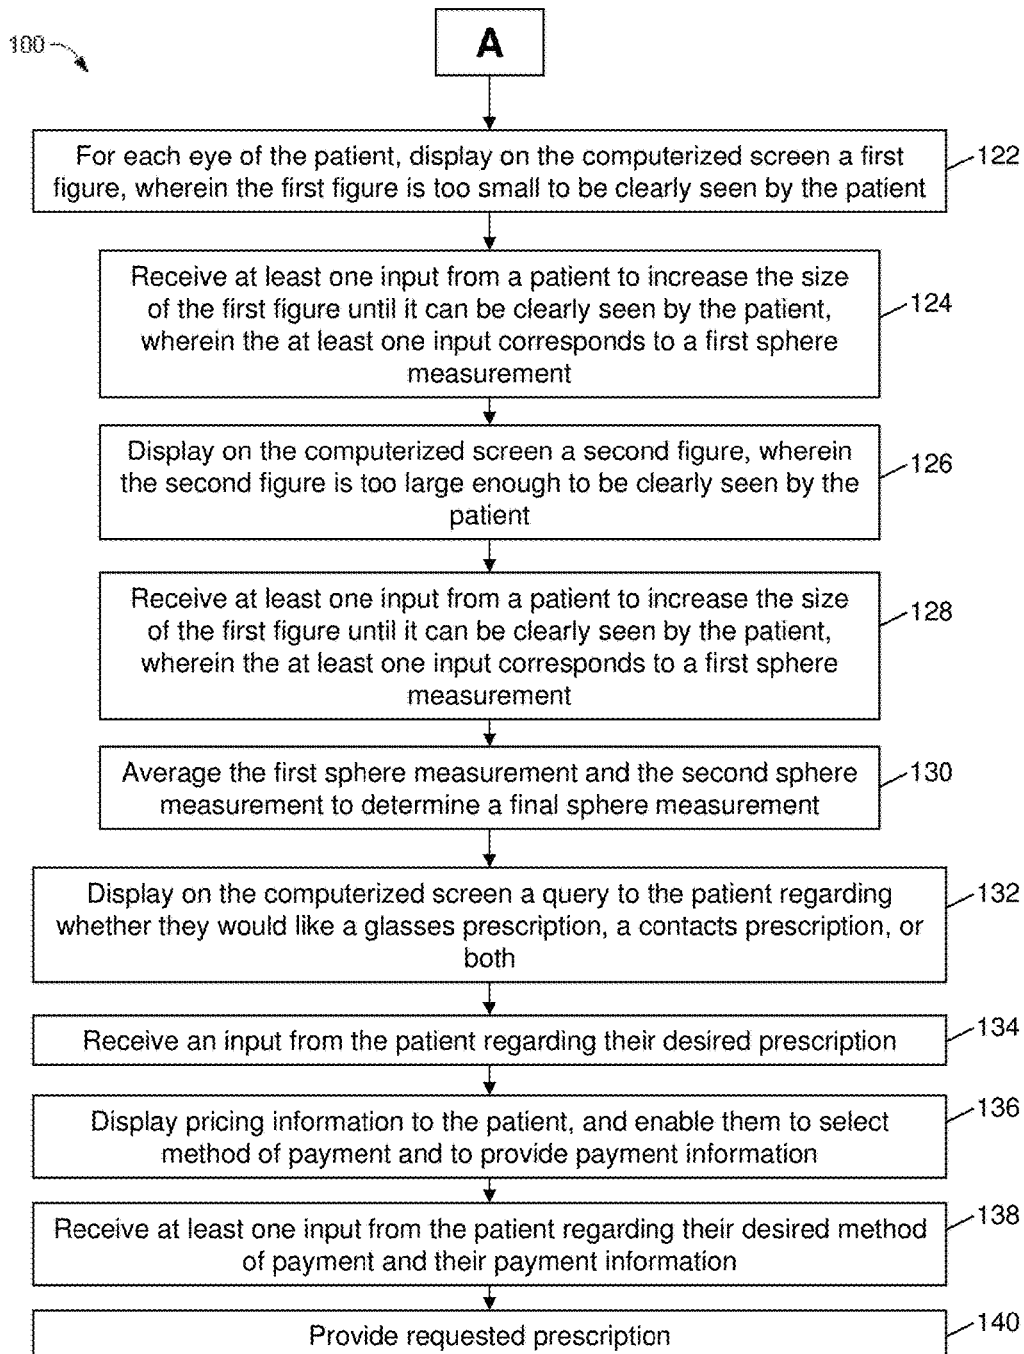 100
A
For each eye of the patient, display on the computerized screen a first
figure, wherein the first figure is too small to be clearly seen by the patient
122
Receive at least one input from a patient to increase the size
of the first figure until it can be clearly seen by the patient,
wherein the at least one input corresponds to a first sphere
measurement
124
Display on the computerized screen a second figure, wherein
the second figure is too large enough to be clearly seen by the
patient
126
Receive at least one input from a patient to increase the size
of the first figure until it can be clearly seen by the patient,
wherein the at least one input corresponds to a first sphere
measurement
128
Average the first sphere measurement and the second sphere
measurement to determine a final sphere measurement
130
Display on the computerized screen a query to the patient regarding
whether they would like a glasses prescription, a contacts prescription, or
both
132
Receive an input from the patient regarding their desired prescription
134
Display pricing information to the patient, and enable them to select
method of payment and to provide payment information
136
Receive at least one input from the patient regarding their desired method
of payment and their payment information
138
Provide requested prescription
140